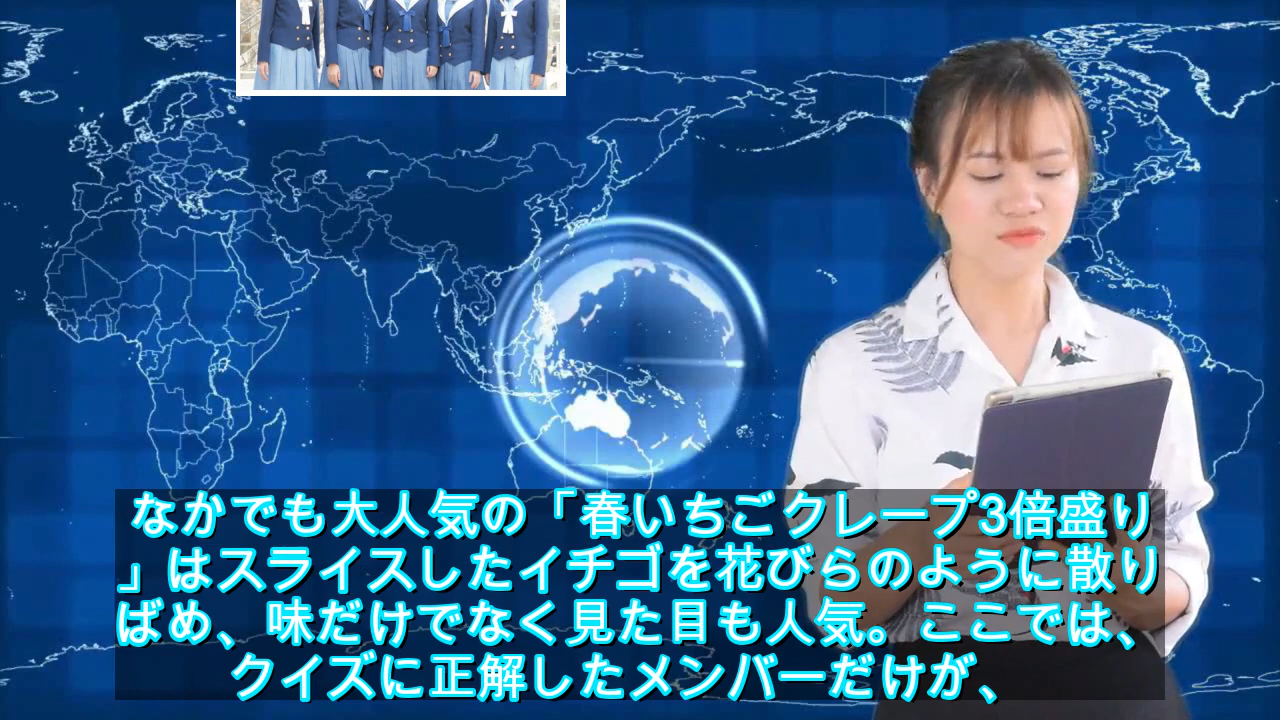 なかでも大人気の「春いちごクレープ3倍盛り
」はスライスしたイチゴを花びらのように散り
ばめ、味だけでなく見た目も人気。ここでは、
クイズに正解したメンバーだけが、